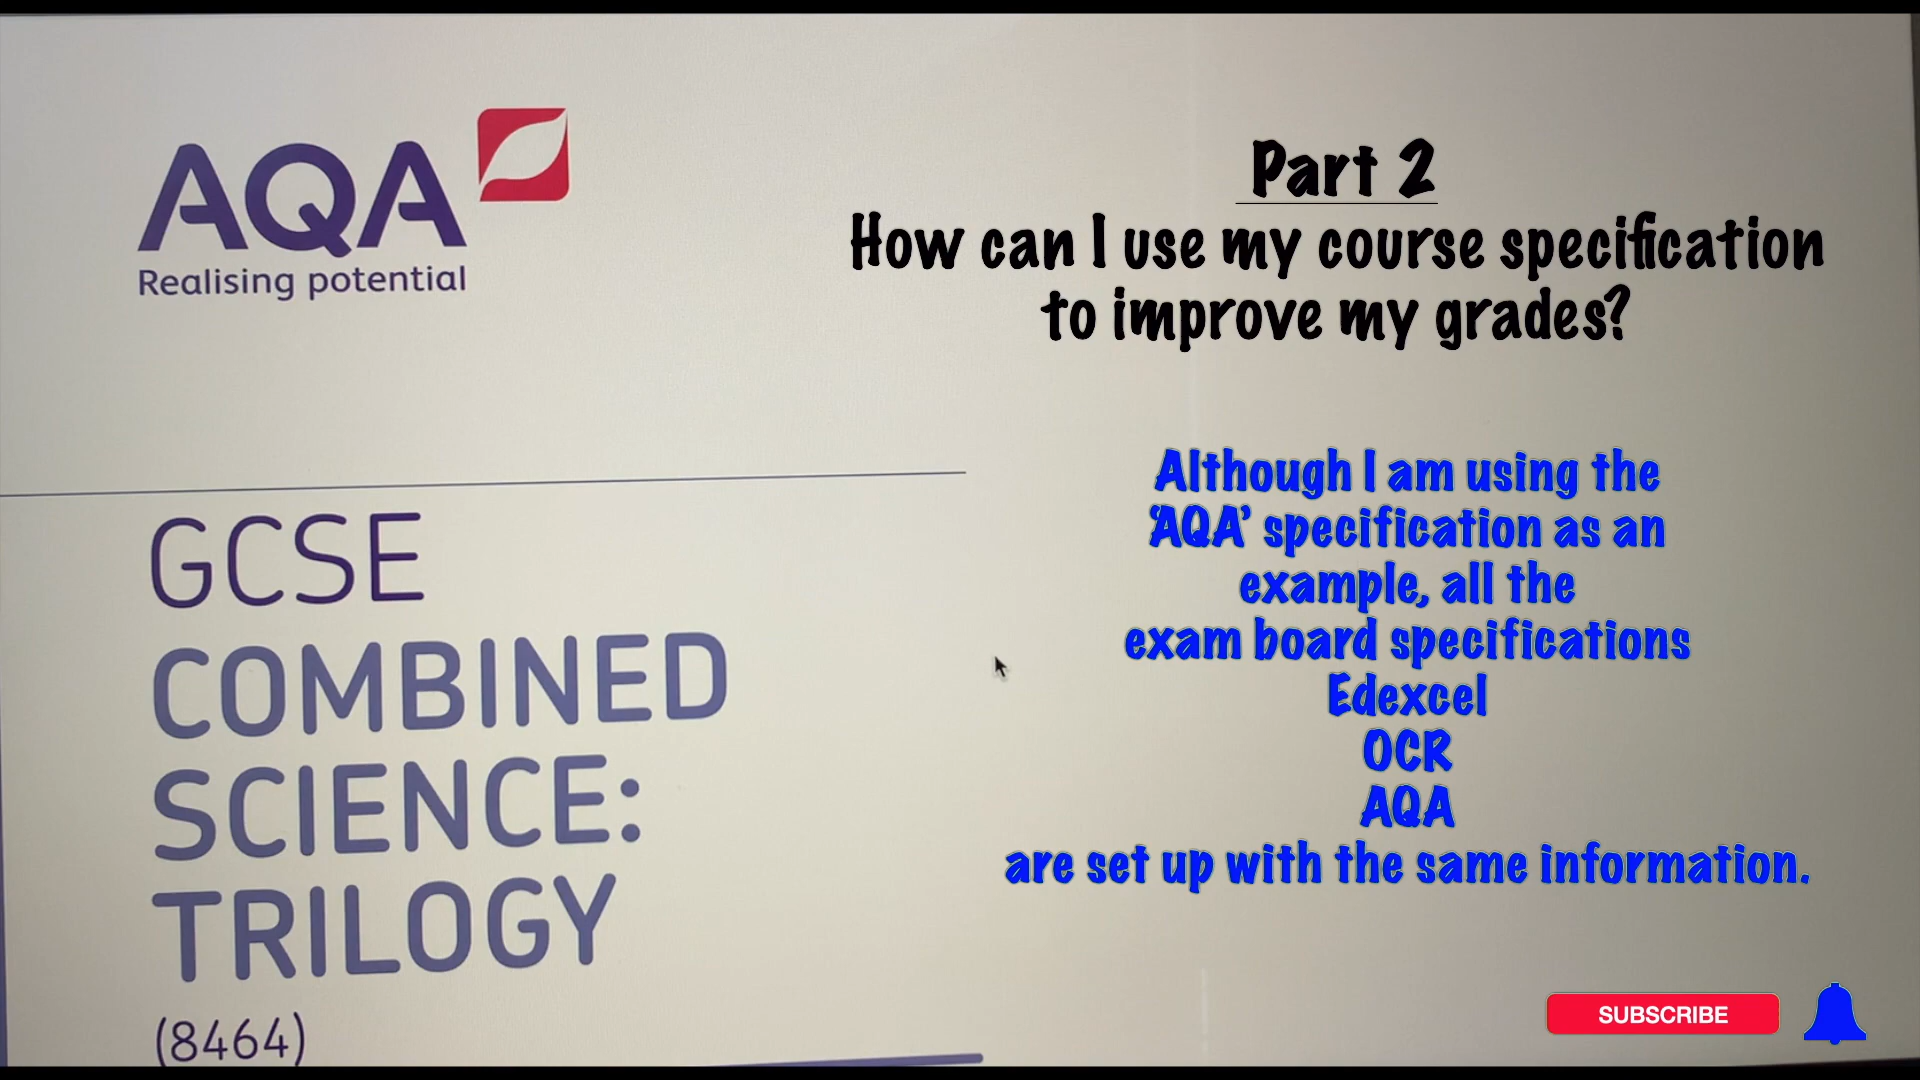 AQA
Realising potential
GCSE
COMBINED
SCIENCE:
TRILOGY
(8464)
Part 2
How can I use my course specification
to improve my grades?
Although I am using the
‘AQA’ specification as an
example, all the
exam board specifications
Edexcel
OCR
AQA
are set up with the same information.
SUBSCRIBE